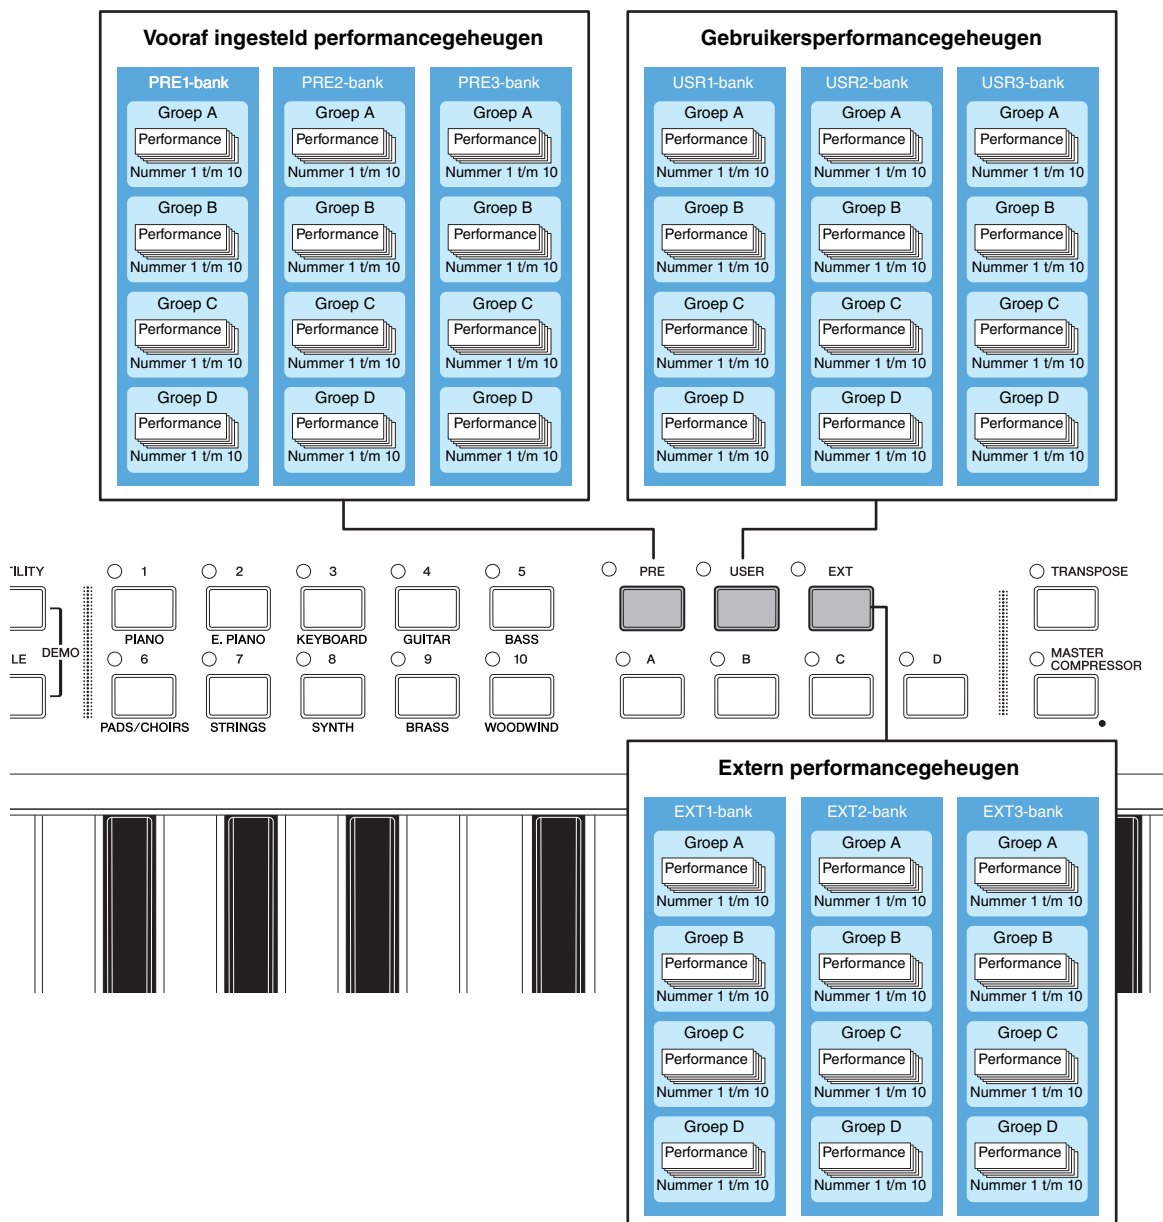 Vooraf ingesteld performancegeheugen
PRE1-bank
Groep A
Performance
Nummer 1 t/m 10
Groep B
Performance
Nummer 1 t/m 10
Groep C
Performance
Nummer 1 t/m 10
Groep D
Performance
Nummer 1 t/m 10
PRE2-bank
Groep A
Performance
Nummer 1 t/m 10
Groep B
Performance
Nummer 1 t/m 10
Groep C
Performance
Nummer 1 t/m 10
Groep D
Performance
Nummer 1 t/m 10
PRE3-bank
Groep A
Performance
Nummer 1 t/m 10
Groep B
Performance
Nummer 1 t/m 10
Groep C
Performance
Nummer 1 t/m 10
Groep D
Performance
Nummer 1 t/m 10
Gebruikersperformancegeheugen
USR1-bank
Groep A
Performance
Nummer 1 t/m 10
Groep B
Performance
Nummer 1 t/m 10
Groep C
Performance
Nummer 1 t/m 10
Groep D
Performance
Nummer 1 t/m 10
USR2-bank
Groep A
Performance
Nummer 1 t/m 10
Groep B
Performance
Nummer 1 t/m 10
Groep C
Performance
Nummer 1 t/m 10
Groep D
Performance
Nummer 1 t/m 10
USR3-bank
Groep A
Performance
Nummer 1 t/m 10
Groep B
Performance
Nummer 1 t/m 10
Groep C
Performance
Nummer 1 t/m 10
Groep D
Performance
Nummer 1 t/m 10
TILITY
LE
DEMO
1
PIANO
2
E. PIANO
3
KEYBOARD
4
GUITAR
5
BASS
6
PADS/CHOIRS
7
STRINGS
8
SYNTH
9
BRASS
10
WOODWIND
PRE
USER
EXT
A
B
C
D
TRANSPOSE
MASTER
COMPRESSOR
Extern performancegeheugen
EXT1-bank
Groep A
Performance
Nummer 1 t/m 10
Groep B
Performance
Nummer 1 t/m 10
Groep C
Performance
Nummer 1 t/m 10
Groep D
Performance
Nummer 1 t/m 10
EXT2-bank
Groep A
Performance
Nummer 1 t/m 10
Groep B
Performance
Nummer 1 t/m 10
Groep C
Performance
Nummer 1 t/m 10
Groep D
Performance
Nummer 1 t/m 10
EXT3-bank
Groep A
Performance
Nummer 1 t/m 10
Groep B
Performance
Nummer 1 t/m 10
Groep C
Performance
Nummer 1 t/m 10
Groep D
Performance
Nummer 1 t/m 10